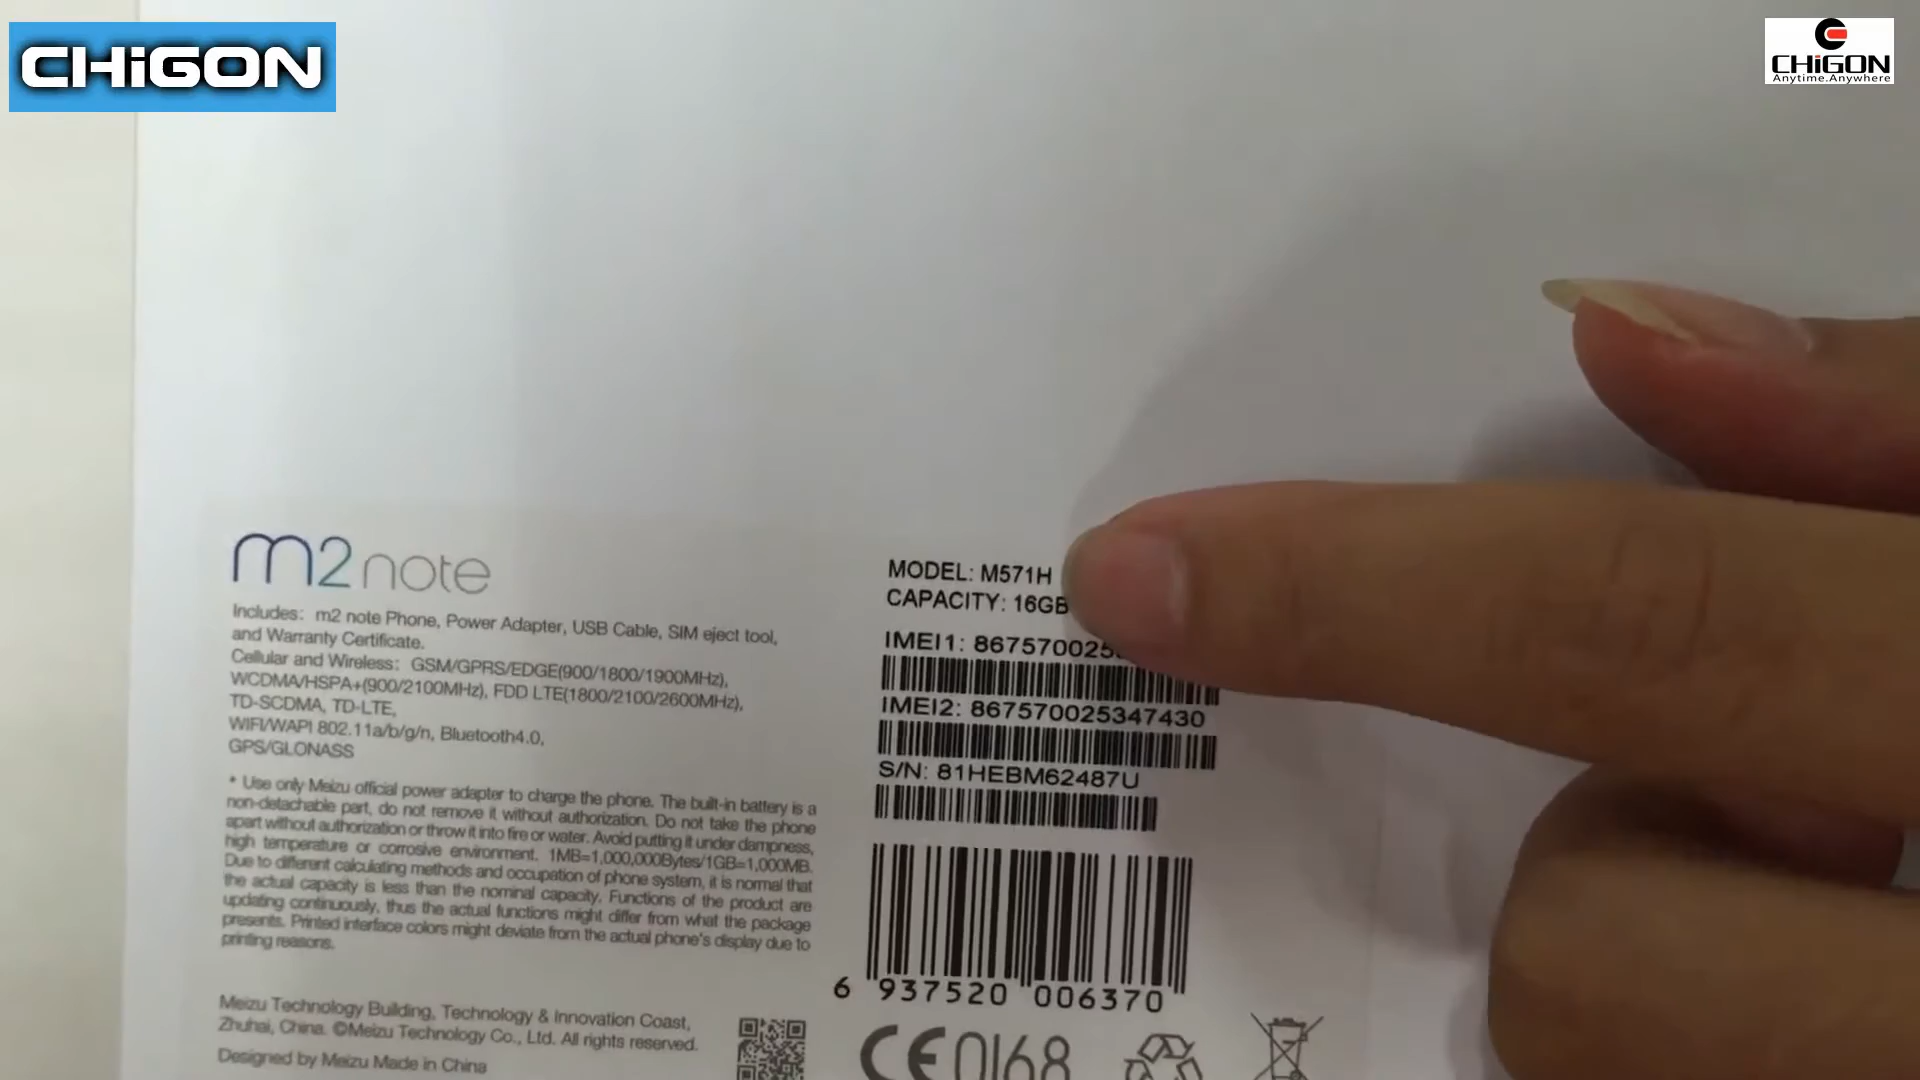 CHiGON
CHiGON
Anytime.Anywhere
m2 note
Includes: m2 note Phone, Power Adapter, USB Cable, SIM eject tool,
and Warranty Certificate.
Cellular and Wireless: GSM/GPRS/EDGE(900/1800/1900MHz),
WCDMA/HSPA+(900/2100MHz), FDD LTE(1800/2100/2600MHz),
TD-SCDMA, TD-LTE,
WIFI/WAPI 802.11a/b/g/n, Bluetooth4.0,
GPS/GLONASS
* Use only Meizu official power adapter to charge the phone. The built-in battery is a
non-detachable part, do not remove it without authorization. Do not take the phone
apart without authorization or throw it into fire or water. Avoid putting it under dampness,
high temperature or corrosive environment. 1MB=1,000,000Bytes/1GB=1,000MB.
Due to different calculating methods and occupation of phone system, it is normal that
the actual capacity is less than the nominal capacity. Functions of the product are
updating continuously, thus the actual functions might differ from what the package
presents. Printed interface colors might deviate from the actual phone's display due to
printing reasons.
Meizu Technology Building, Technology & Innovation Coast,
Zhuhai, China. ©Meizu Technology Co., Ltd. All rights reserved.
Designed by Meizu Made in China
MODEL: M571H
CAPACITY: 16GB
IMEI1: 867570025
IMEI2: 867570025347430
S/N: 81HEBM62487U
6 937520 006370
CE 0168